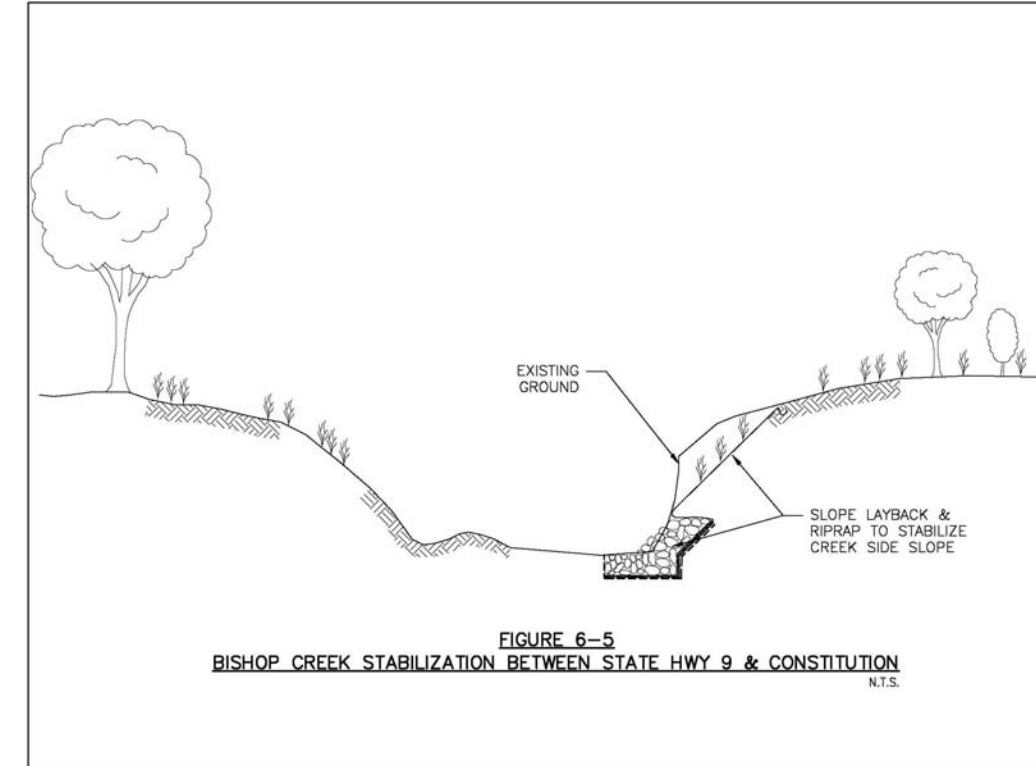 EXISTING
GROUND
SLOPE LAYBACK &
RIPRAP TO STABILIZE
CREEK SIDE SLOPE
FIGURE 6-5
BISHOP CREEK STABILIZATION BETWEEN STATE HWY 9 & CONSTITUTION
N.T.S.